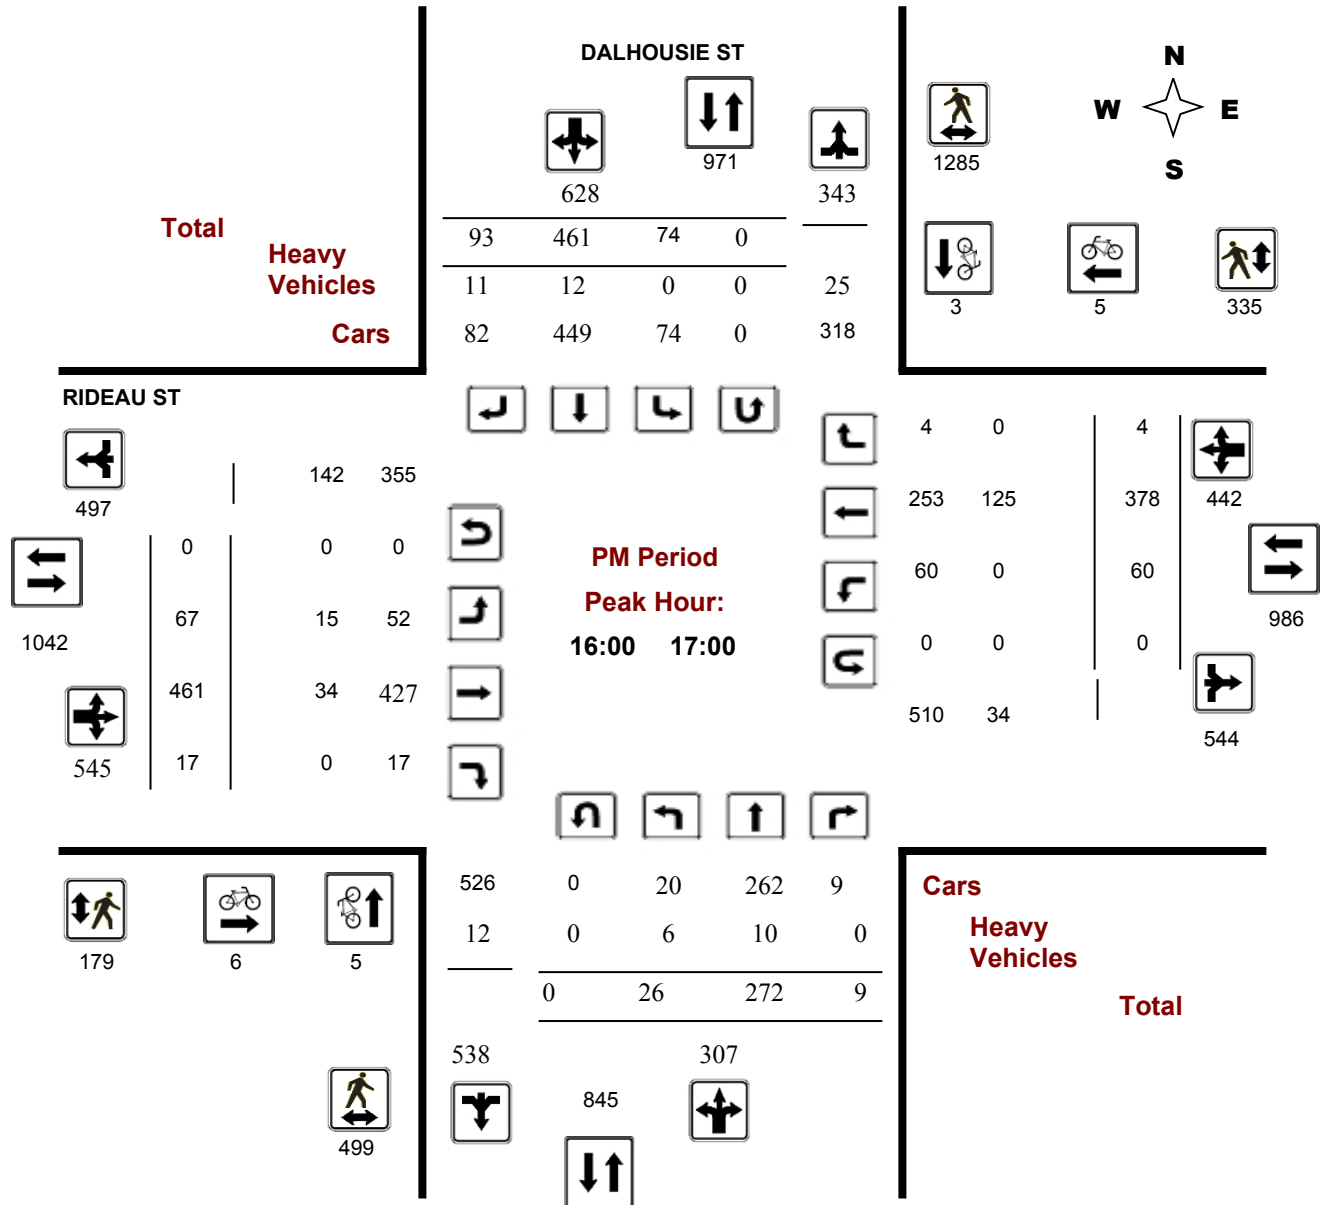 DALHOUSIE ST
N
W E
S
971
1285
628
343
Total
93 461 74 0
Heavy
Vehicles
11 12 0 0 25
3 5 335
Cars
82 449 74 0 318
RIDEAU ST
4 0 4
142 355
497
253 125 378 442
0 0 0
PM Period
60 0 60
67 15 52
Peak Hour:
986
1042
16:00 17:00
0 0 0
461 34 427
510 34
544
545 17 0 17
526 0 20 262 9
Cars
12 0 6 10 0
Heavy
Vehicles
179 6 5
0 26 272 9
Total
538 307
845
499